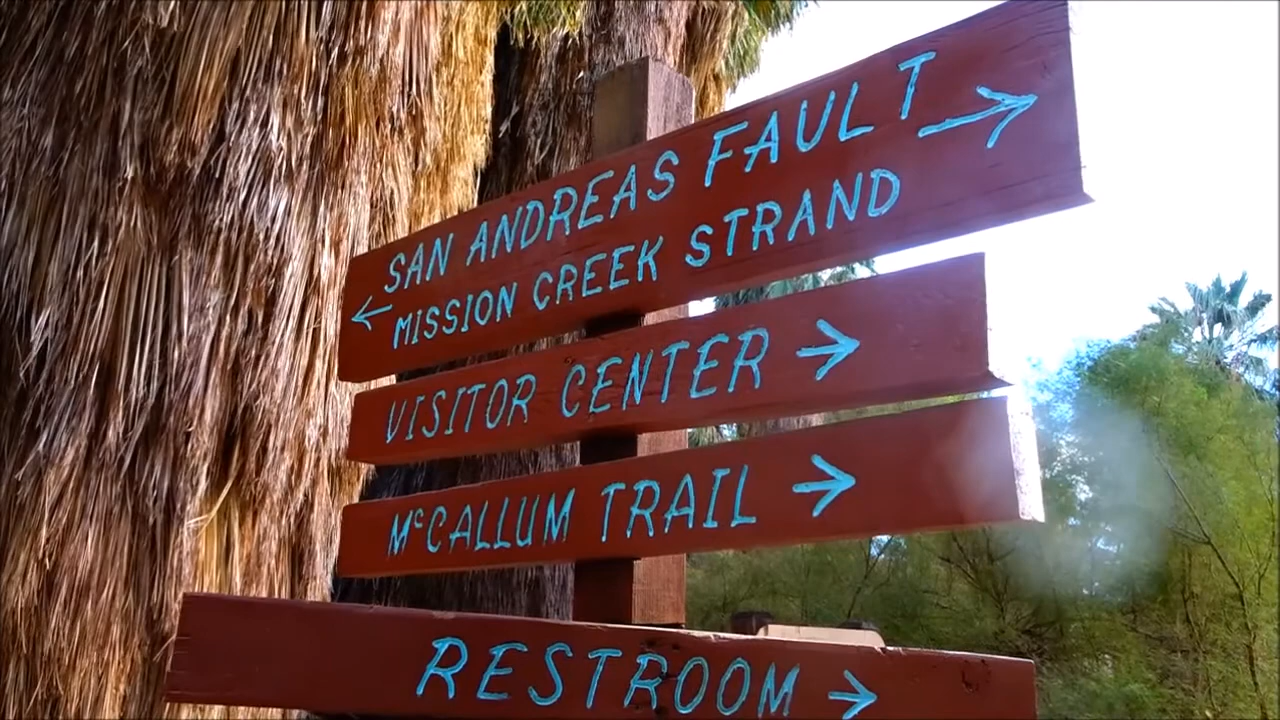 SAN ANDREAS FAULT →
← MISSION CREEK STRAND
VISITOR CENTER →
McCALLUM TRAIL →
RESTROOM →